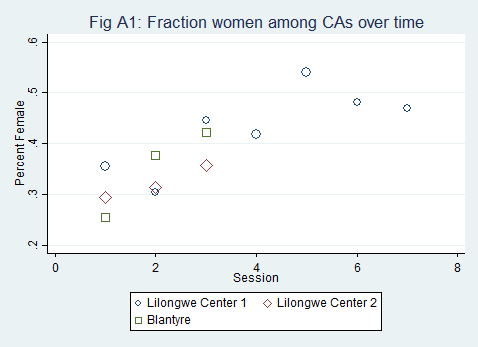 Fig A1: Fraction women among CAs over time
.6
.5
.4
.3
.2
Percent Female
0 2 4 6 8
Session
Lilongwe Center 1 Lilongwe Center 2
Blantyre